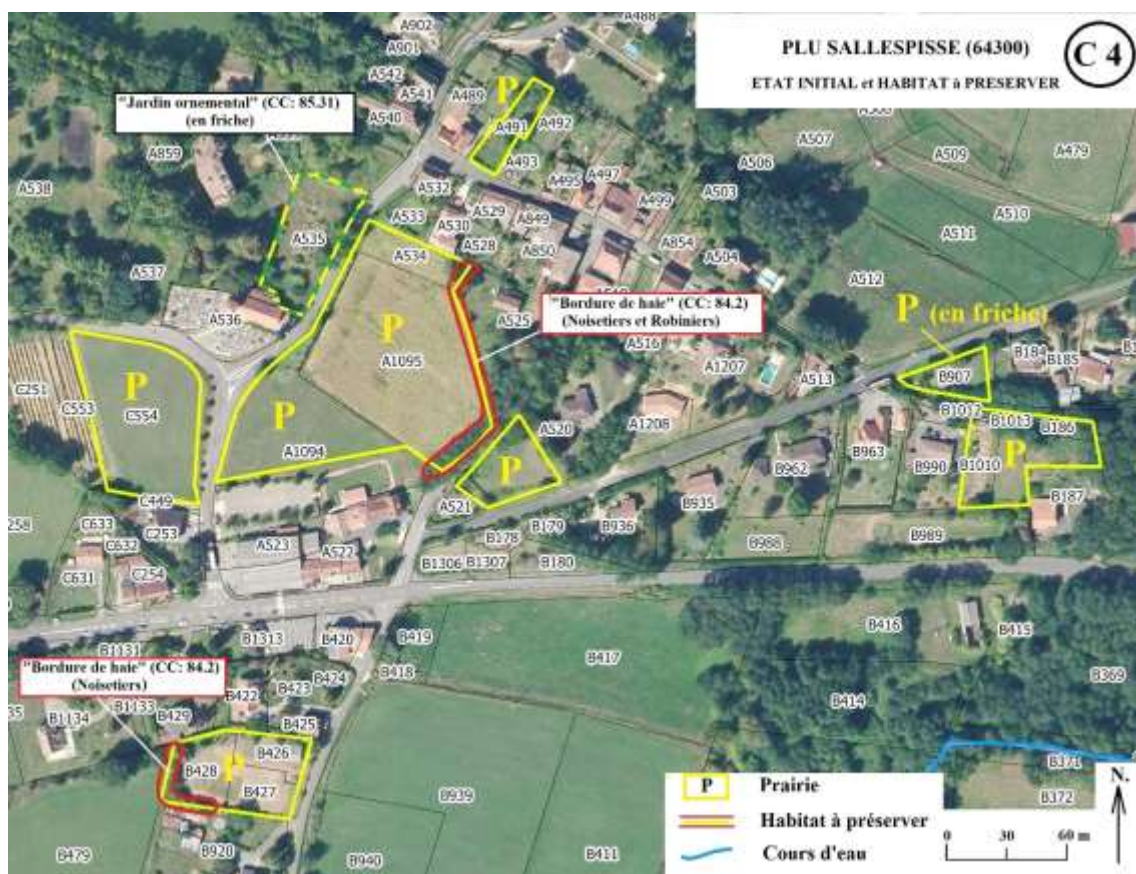 PLU SALLESPISSE (64300)
ETAT INITIAL et HABITAT à PRESERVER
C 4
"Jardin ornemental" (CC: 85.31)
(en friche)
"Bordure de haie" (CC: 84.2)
(Noisetiers et Robiniers)
P (en friche)
"Bordure de haie" (CC: 84.2)
(Noisetiers)
A902
A488
A901
A542
A541
A489
A540
P
A491
A492
A493
A859
A538
A532
A495
A497
A499
A503
A506
A507
A509
A479
A510
A511
A512
A533
A530
A529
A849
A850
A528
A854
A504
A535
A534
A537
A536
A525
A516
A1207
A513
P
A1095
C251
C553
P
C554
P
A1094
A520
A1208
P
A521
B907
B184
B185
B1012
B1013
B186
B963
B990
B1010
P
B187
B962
B935
B936
B988
B989
C449
C633
C632
C253
C631
C254
A523
A522
B179
B178
B1306
B1307
B180
B1313
B420
B419
B418
B417
B416
B415
B414
B369
B1131
B1133
B1134
B429
B422
B423
B424
B425
B426
B428
P
B427
B920
B479
B939
B940
B411
B371
B372
P Prairie
Habitat à préserver
Cours d'eau
N.
0 30 60 m